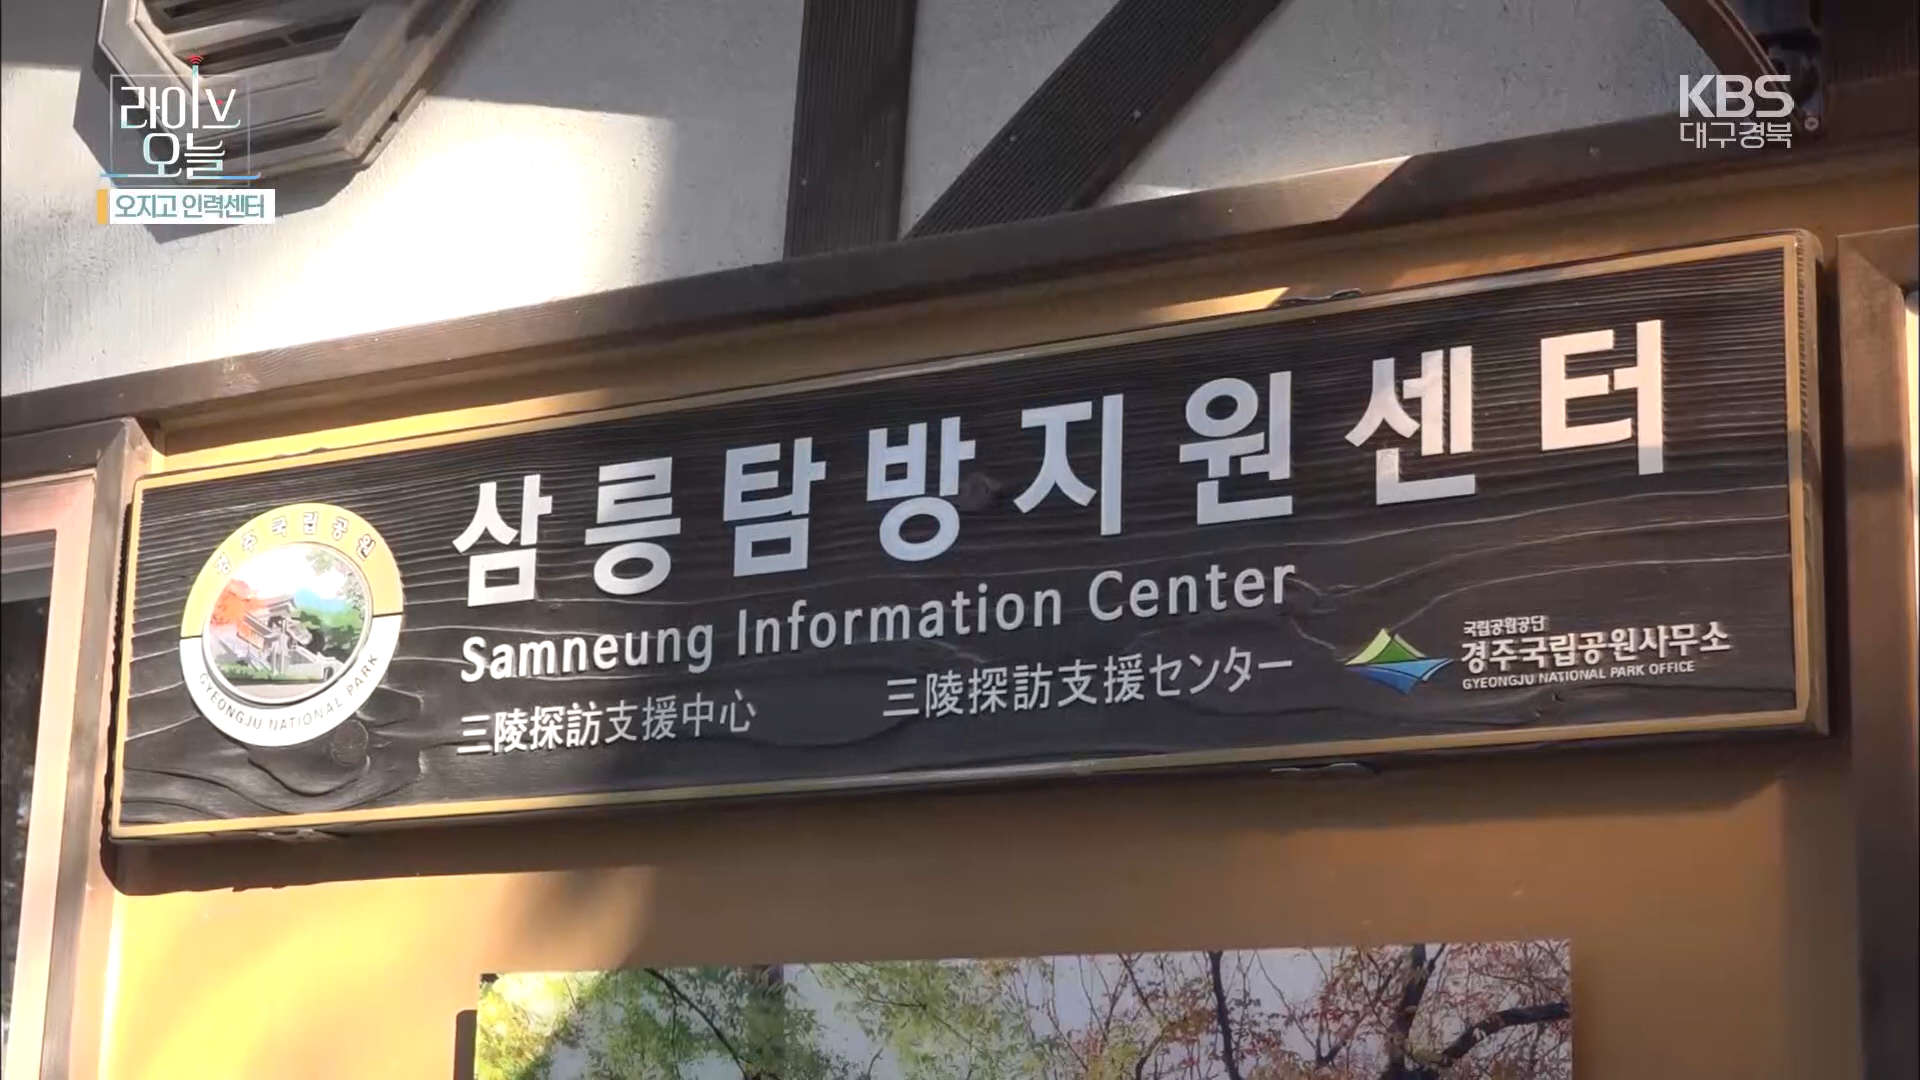 라이브
오늘
오지고 인력센터
KBS
대구경북
삼릉탐방지원센터
Samneung Information Center
三陵探訪支援中心
三陵探訪支援センター
경주국립공원
GYEONGJU NATIONAL PARK
국립공원공단
경주국립공원사무소
GYEONGJU NATIONAL PARK OFFICE